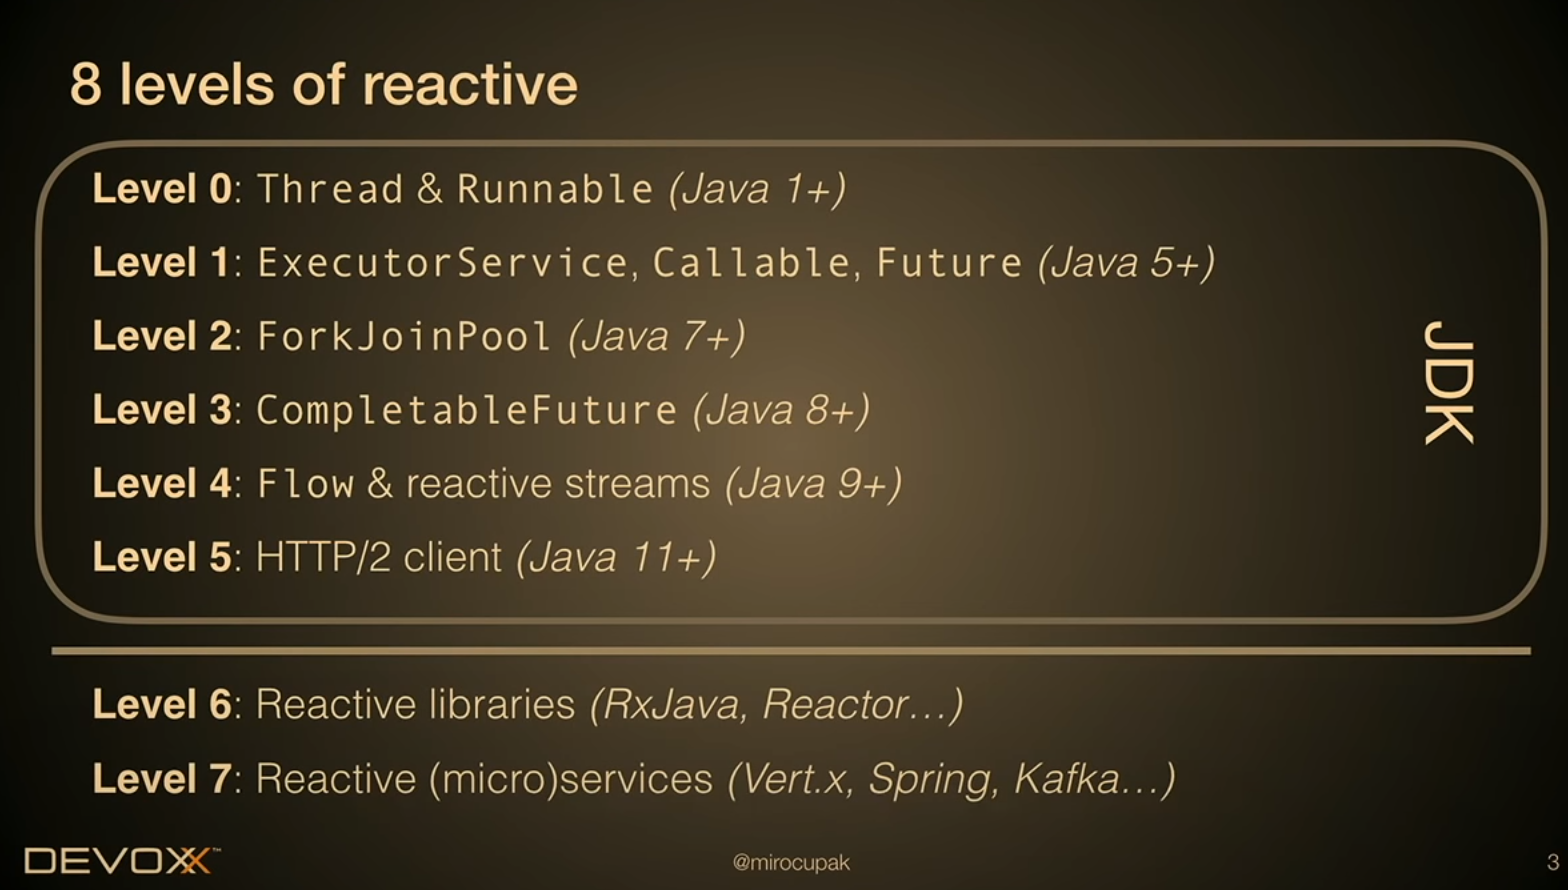 8 levels of reactive
Level 0: Thread & Runnable (Java 1+)
Level 1: ExecutorService, Callable, Future (Java 5+)
Level 2: ForkJoinPool (Java 7+)
Level 3: CompletableFuture (Java 8+)
Level 4: Flow & reactive streams (Java 9+)
Level 5: HTTP/2 client (Java 11+)
JDK
Level 6: Reactive libraries (RxJava, Reactor…)
Level 7: Reactive (micro)services (Vert.x, Spring, Kafka…)
DEVOXX™
@mirocupak
3